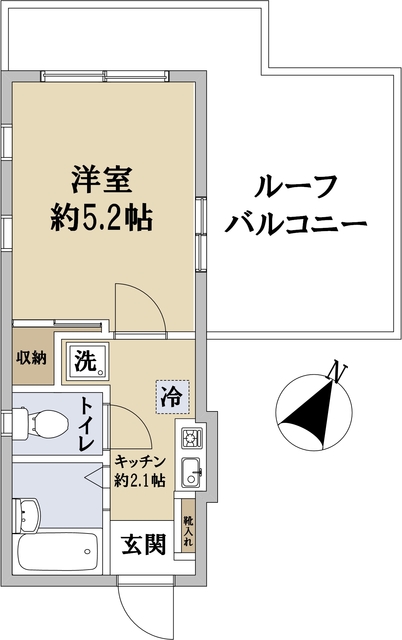 洋室
約5.2帖
ルーフ
バルコニー
収納
洗
冷
トイレ
キッチン
約2.1帖
靴入れ
玄関
N